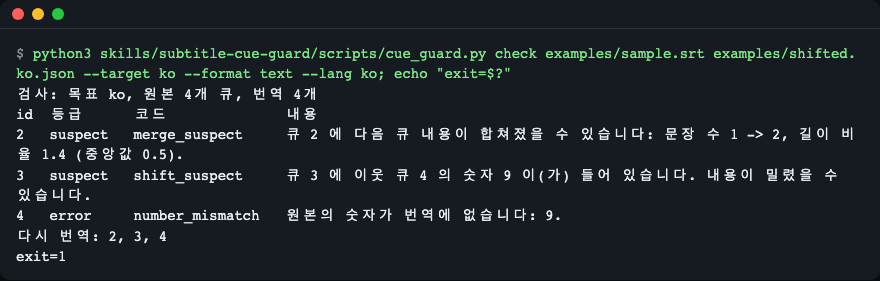 $ python3 skills/subtitle-cue-guard/scripts/cue_guard.py check examples/sample.srt examples/shifted.
ko.json --target ko --format text --lang ko; echo "exit=$?"
검사: 목표 ko, 원본 4개 큐, 번역 4개
id 등급 코드 내용
2 suspect merge_suspect 큐 2 에 다음 큐 내용이 합쳐졌을 수 있습니다: 문장 수 1 -> 2, 길이 비
율 1.4 (중앙값 0.5).
3 suspect shift_suspect 큐 3 에 이웃 큐 4 의 숫자 9 이(가) 들어 있습니다. 내용이 밀렸을 수
있습니다.
4 error number_mismatch 원본의 숫자가 번역에 없습니다: 9.
다시 번역: 2, 3, 4
exit=1